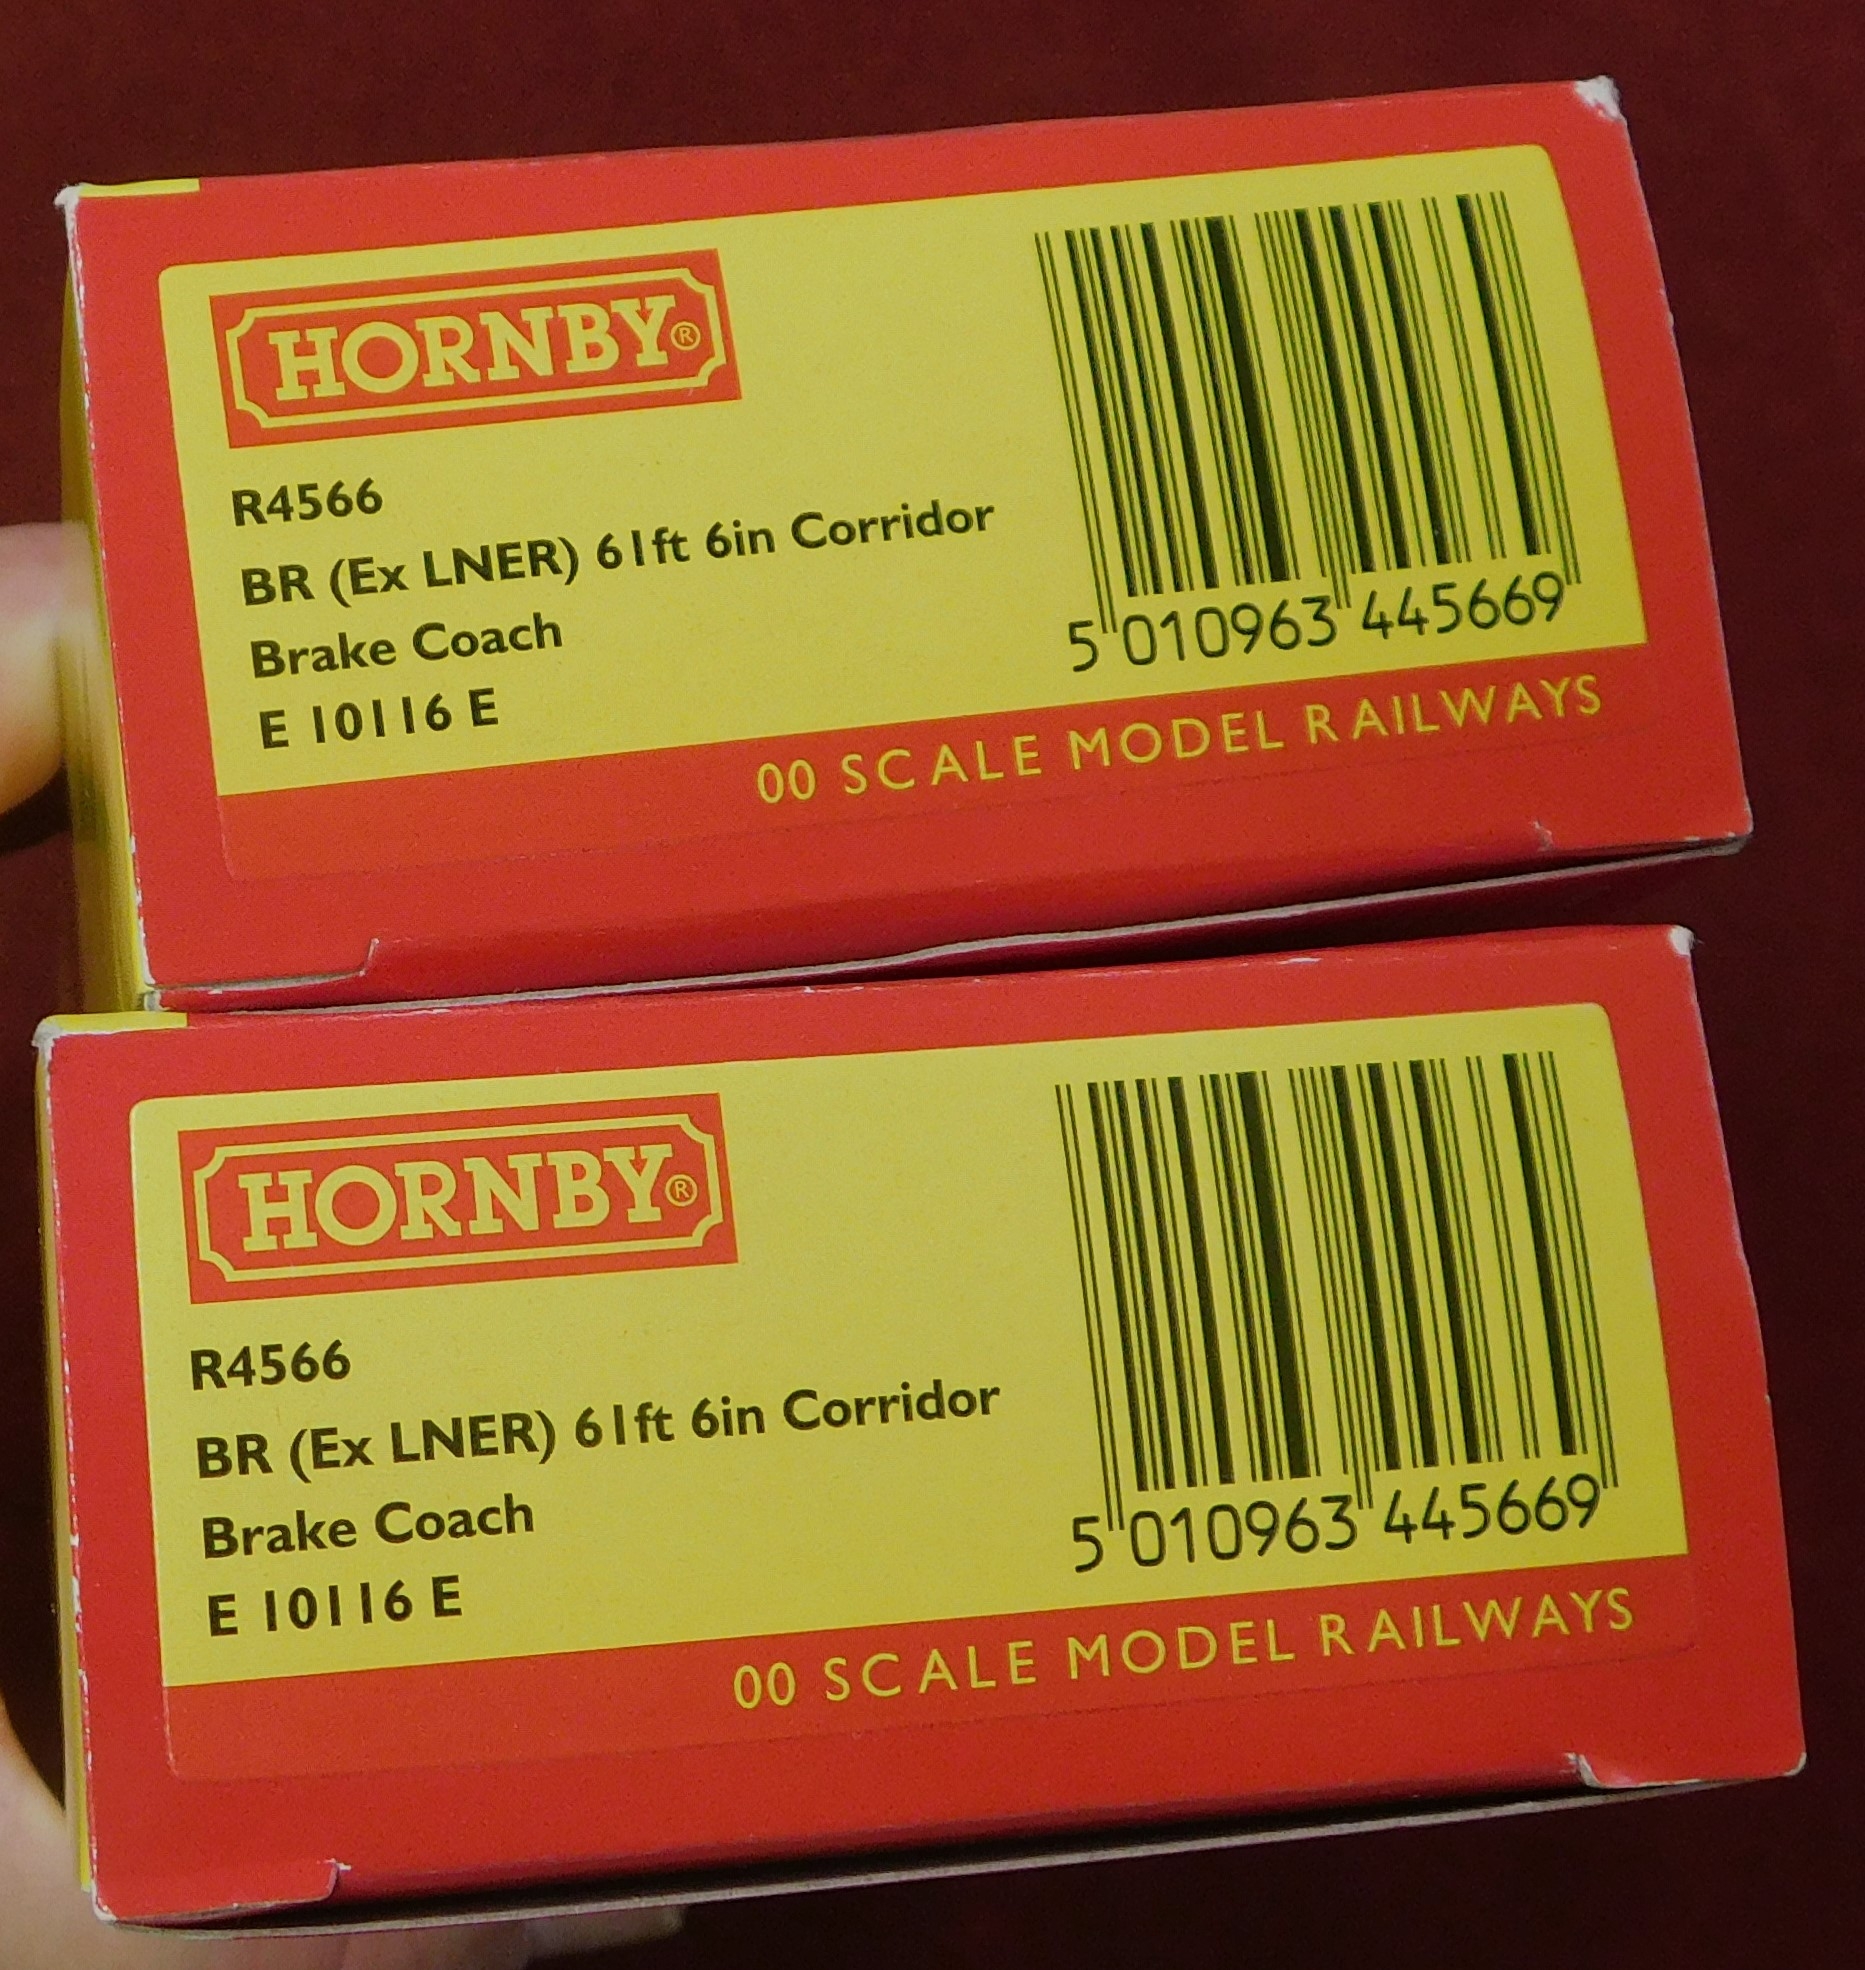 HORNBY®
R4566
BR (Ex LNER) 61ft 6in Corridor
Brake Coach
E 10116 E
5 010963 445669
00 SCALE MODEL RAILWAYS
HORNBY®
R4566
BR (Ex LNER) 61ft 6in Corridor
Brake Coach
E 10116 E
5 010963 445669
00 SCALE MODEL RAILWAYS